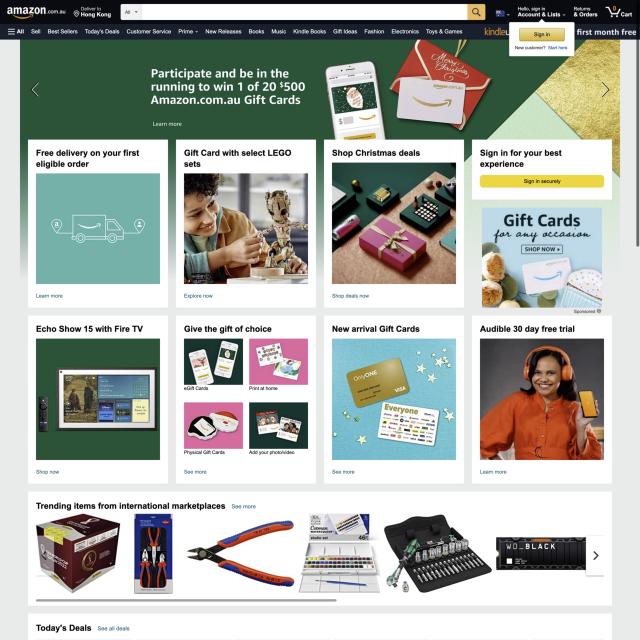 amazon.com.au
Deliver to
Hong Kong
All
Hello, sign in
Account & Lists
Returns
& Orders
0
Cart
All
Sell
Best Sellers
Today's Deals
Customer Service
Prime
New Releases
Books
Music
Kindle Books
Gift Ideas
Fashion
Electronics
Toys & Games
first month free
Sign in
New customer? Start here
Participate and be in the
running to win 1 of 20 $500
Amazon.com.au Gift Cards
Learn more
Merry
Christmas
Free delivery on your first
eligible order
Learn more
Gift Card with select LEGO
sets
Explore now
Shop Christmas deals
Shop deals now
Sign in for your best
experience
Sign in securely
Gift Cards
for any occasion
SHOP NOW
Sponsored
Echo Show 15 with Fire TV
Shop now
Give the gift of choice
eGift Cards
Print at home
Physical Gift Cards
Add your photo/video
See more
New arrival Gift Cards
OnlyONE
VISA
Everyone
See more
Audible 30 day free trial
Learn more
Trending items from international marketplaces
See more
Cotman
studio set
WD_BLACK
Today's Deals
See all deals